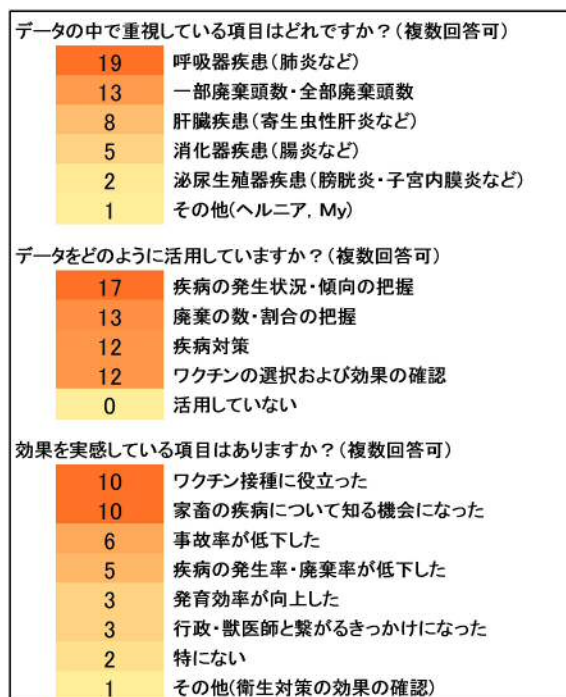 データの中で重視している項目はどれですか？(複数回答可)
19 呼吸器疾患(肺炎など)
13 一部廃棄頭数・全部廃棄頭数
8 肝臓疾患(寄生虫性肝炎など)
5 消化器疾患(腸炎など)
2 泌尿生殖器疾患(膀胱炎・子宮内膜炎など)
1 その他(ヘルニア, My)
データをどのように活用していますか？(複数回答可)
17 疾病の発生状況・傾向の把握
13 廃棄の数・割合の把握
12 疾病対策
12 ワクチンの選択および効果の確認
0 活用していない
効果を実感している項目はありますか？(複数回答可)
10 ワクチン接種に役立った
10 家畜の疾病について知る機会になった
6 事故率が低下した
5 疾病の発生率・廃棄率が低下した
3 発育効率が向上した
3 行政・獣医師と繋がるきっかけになった
2 特にない
1 その他(衛生対策の効果の確認)